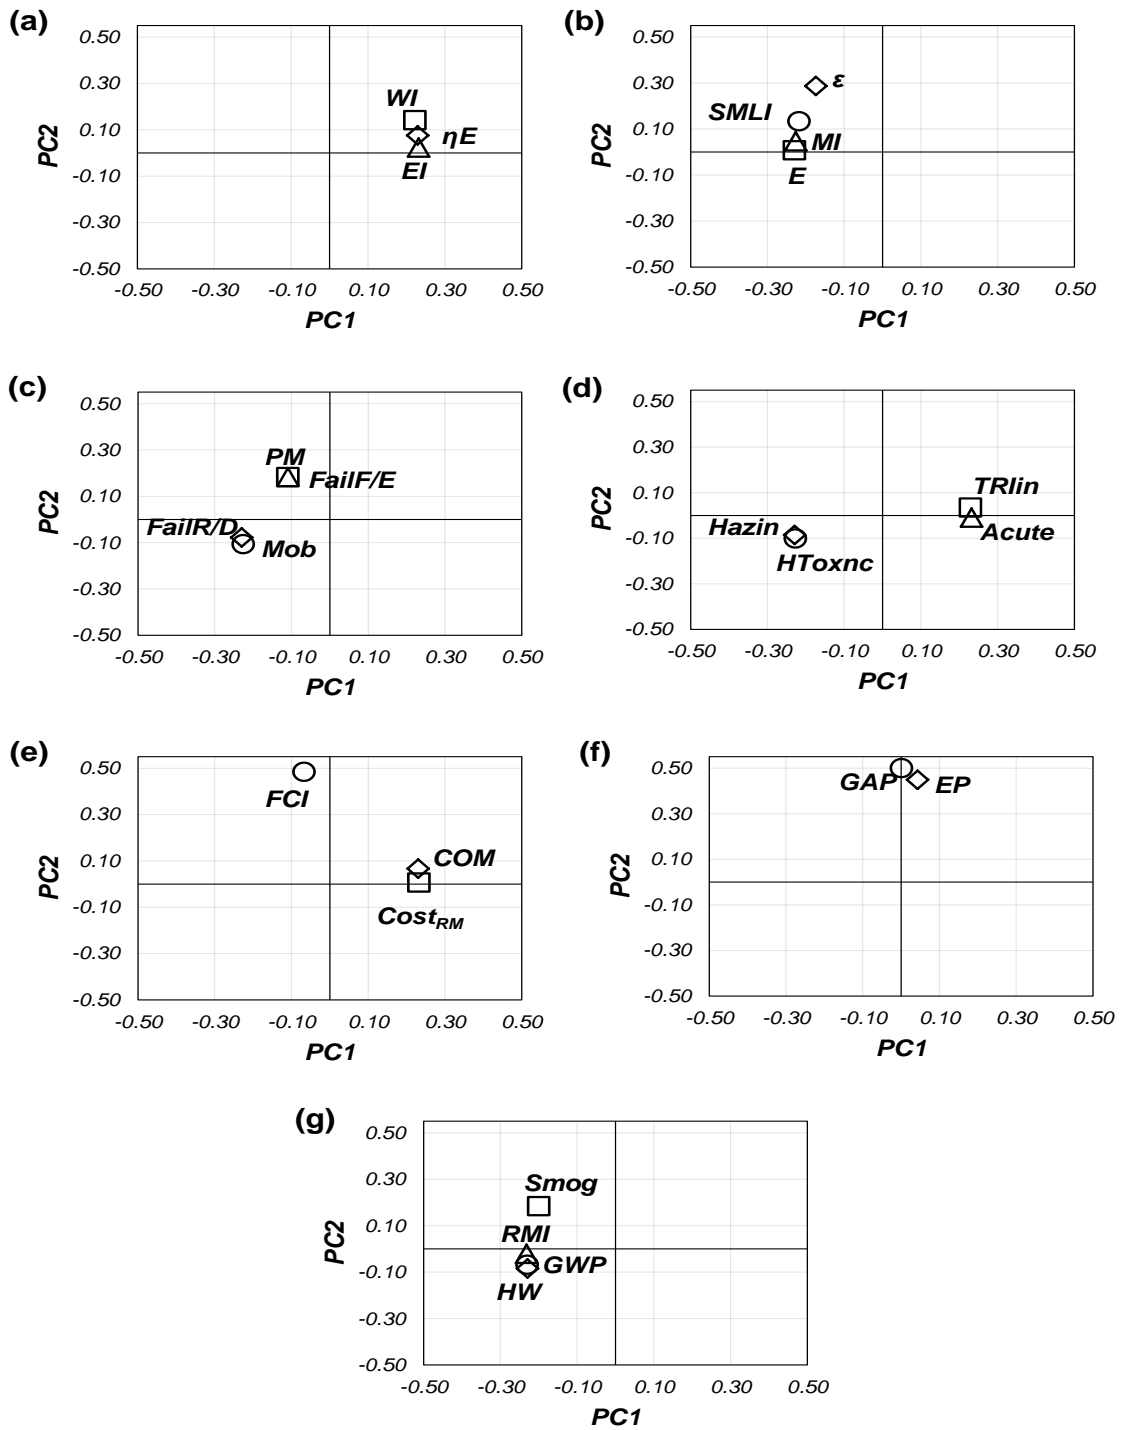 (a)
0.50
0.30
0.10
-0.10
-0.30
-0.50
PC2
WI
ηE
EI
-0.50 -0.30 -0.10 0.10 0.30 0.50
PC1
(b)
0.50
0.30
0.10
-0.10
-0.30
-0.50
PC2
ε
SMLI
MI
E
-0.50 -0.30 -0.10 0.10 0.30 0.50
PC1
(c)
0.50
0.30
0.10
-0.10
-0.30
-0.50
PC2
PM
FailF/E
FailR/D
Mob
-0.50 -0.30 -0.10 0.10 0.30 0.50
PC1
(d)
0.50
0.30
0.10
-0.10
-0.30
-0.50
PC2
TRIin
Hazin
Acute
HToxnc
-0.50 -0.30 -0.10 0.10 0.30 0.50
PC1
(e)
0.50
0.30
0.10
-0.10
-0.30
-0.50
PC2
FCI
COM
CostRM
-0.50 -0.30 -0.10 0.10 0.30 0.50
PC1
(f)
0.50
0.30
0.10
-0.10
-0.30
-0.50
PC2
GAP
EP
-0.50 -0.30 -0.10 0.10 0.30 0.50
PC1
(g)
0.50
0.30
0.10
-0.10
-0.30
-0.50
PC2
Smog
RMI
GWP
HW
-0.50 -0.30 -0.10 0.10 0.30 0.50
PC1